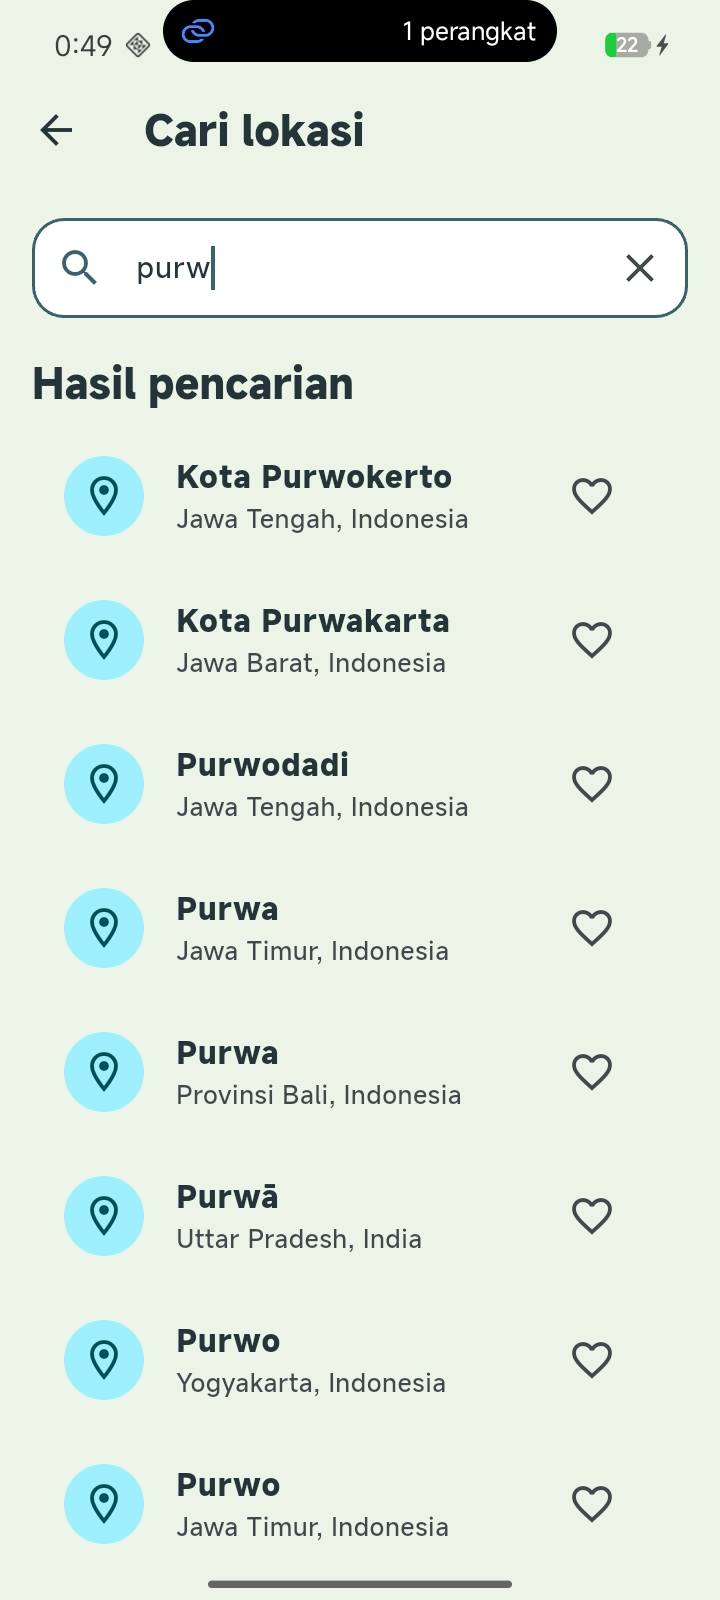 0:49
1 perangkat
22
Cari lokasi
purw
Hasil pencarian
Kota Purwokerto
Jawa Tengah, Indonesia
Kota Purwakarta
Jawa Barat, Indonesia
Purwodadi
Jawa Tengah, Indonesia
Purwa
Jawa Timur, Indonesia
Purwa
Provinsi Bali, Indonesia
Purwā
Uttar Pradesh, India
Purwo
Yogyakarta, Indonesia
Purwo
Jawa Timur, Indonesia